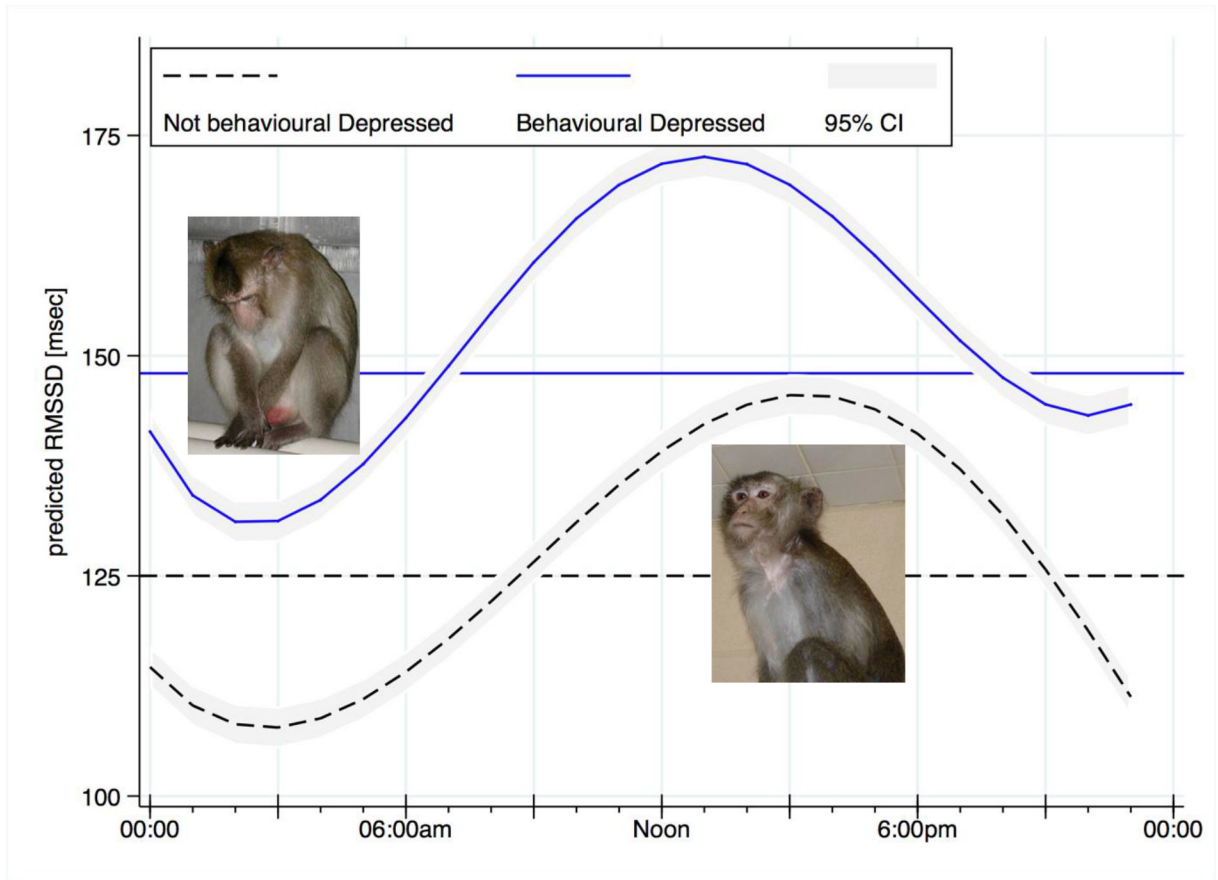 Not behavioural Depressed
Behavioural Depressed
95% CI
175
150
125
100
predicted RMSSD [msec]
00:00
06:00am
Noon
6:00pm
00:00